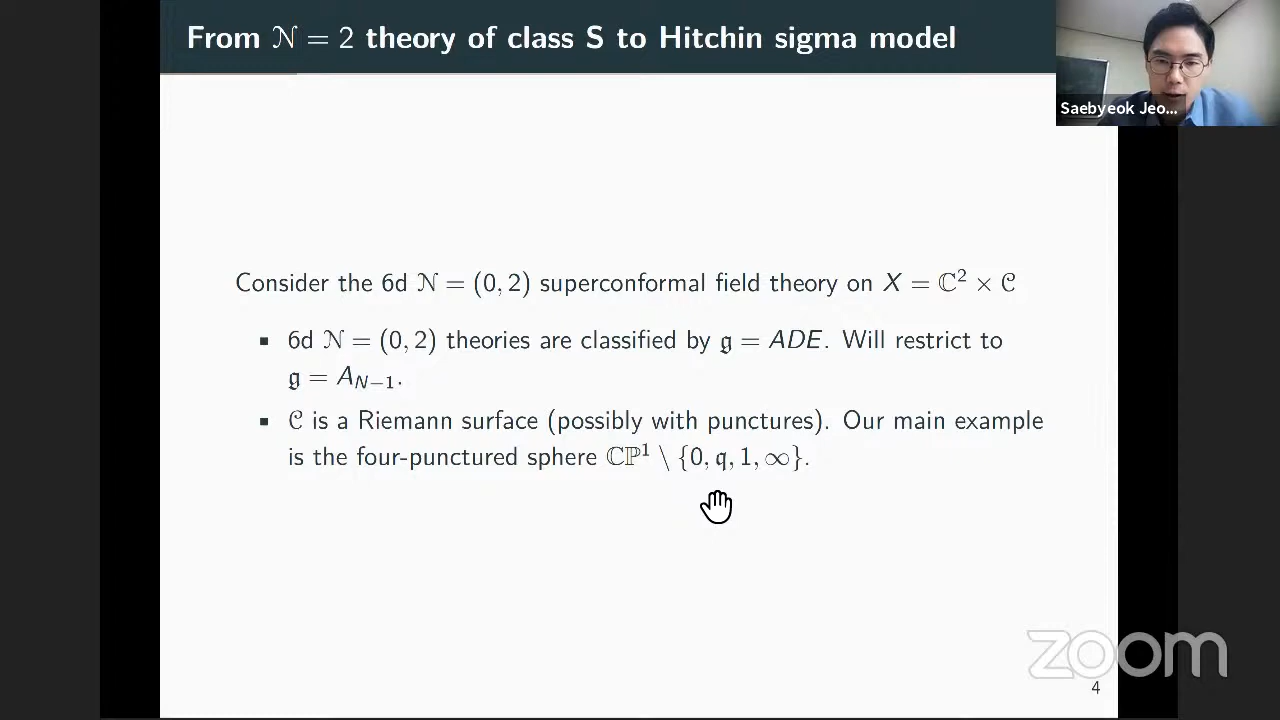 From 𝒩 = 2 theory of class S to Hitchin sigma model
Saebyeok Jeo...
Consider the 6d 𝒩 = (0, 2) superconformal field theory on X = ℂ² × 𝒞
▪ 6d 𝒩 = (0, 2) theories are classified by 𝔤 = ADE. Will restrict to
𝔤 = A_{N−1}.
▪ 𝒞 is a Riemann surface (possibly with punctures). Our main example
is the four-punctured sphere ℂℙ¹ \ {0, 𝔮, 1, ∞}.
zoom
4